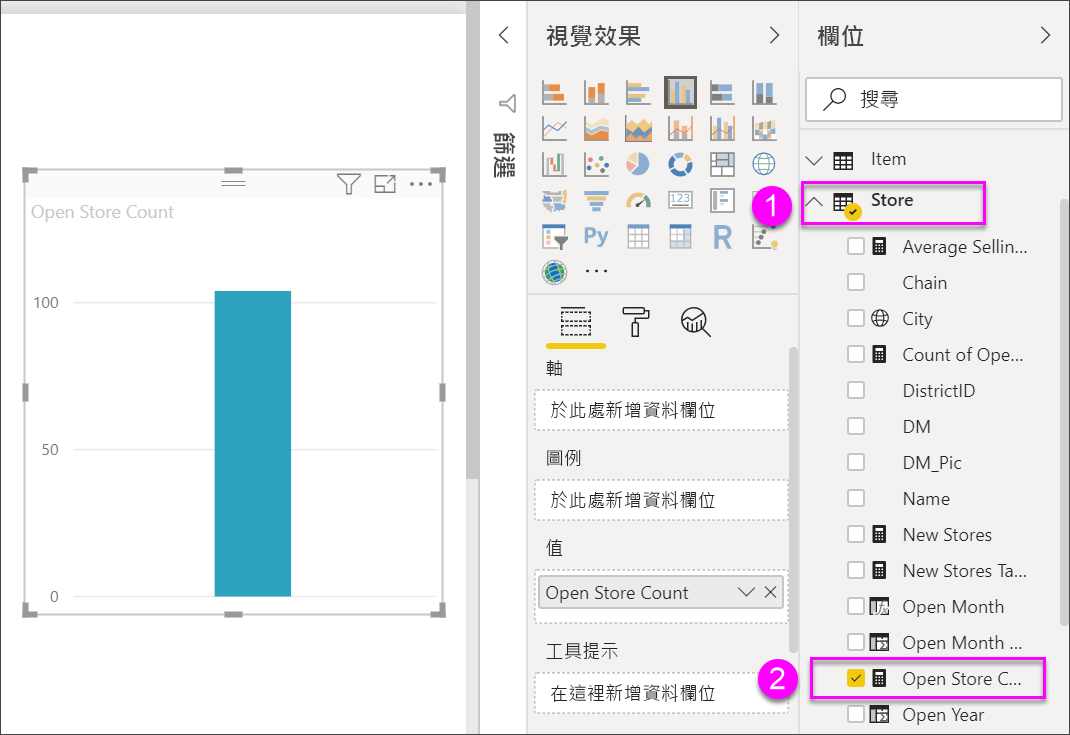 Open Store Count
100
50
0
篩選
視覺效果
123
Py
R
軸
於此處新增資料欄位
圖例
於此處新增資料欄位
值
Open Store Count
工具提示
在這裡新增資料欄位
欄位
搜尋
Item
1
Store
Average Sellin...
Chain
City
Count of Ope...
DistrictID
DM
DM_Pic
Name
New Stores
New Stores Ta...
Open Month
Open Month ...
2
Open Store C...
Open Year